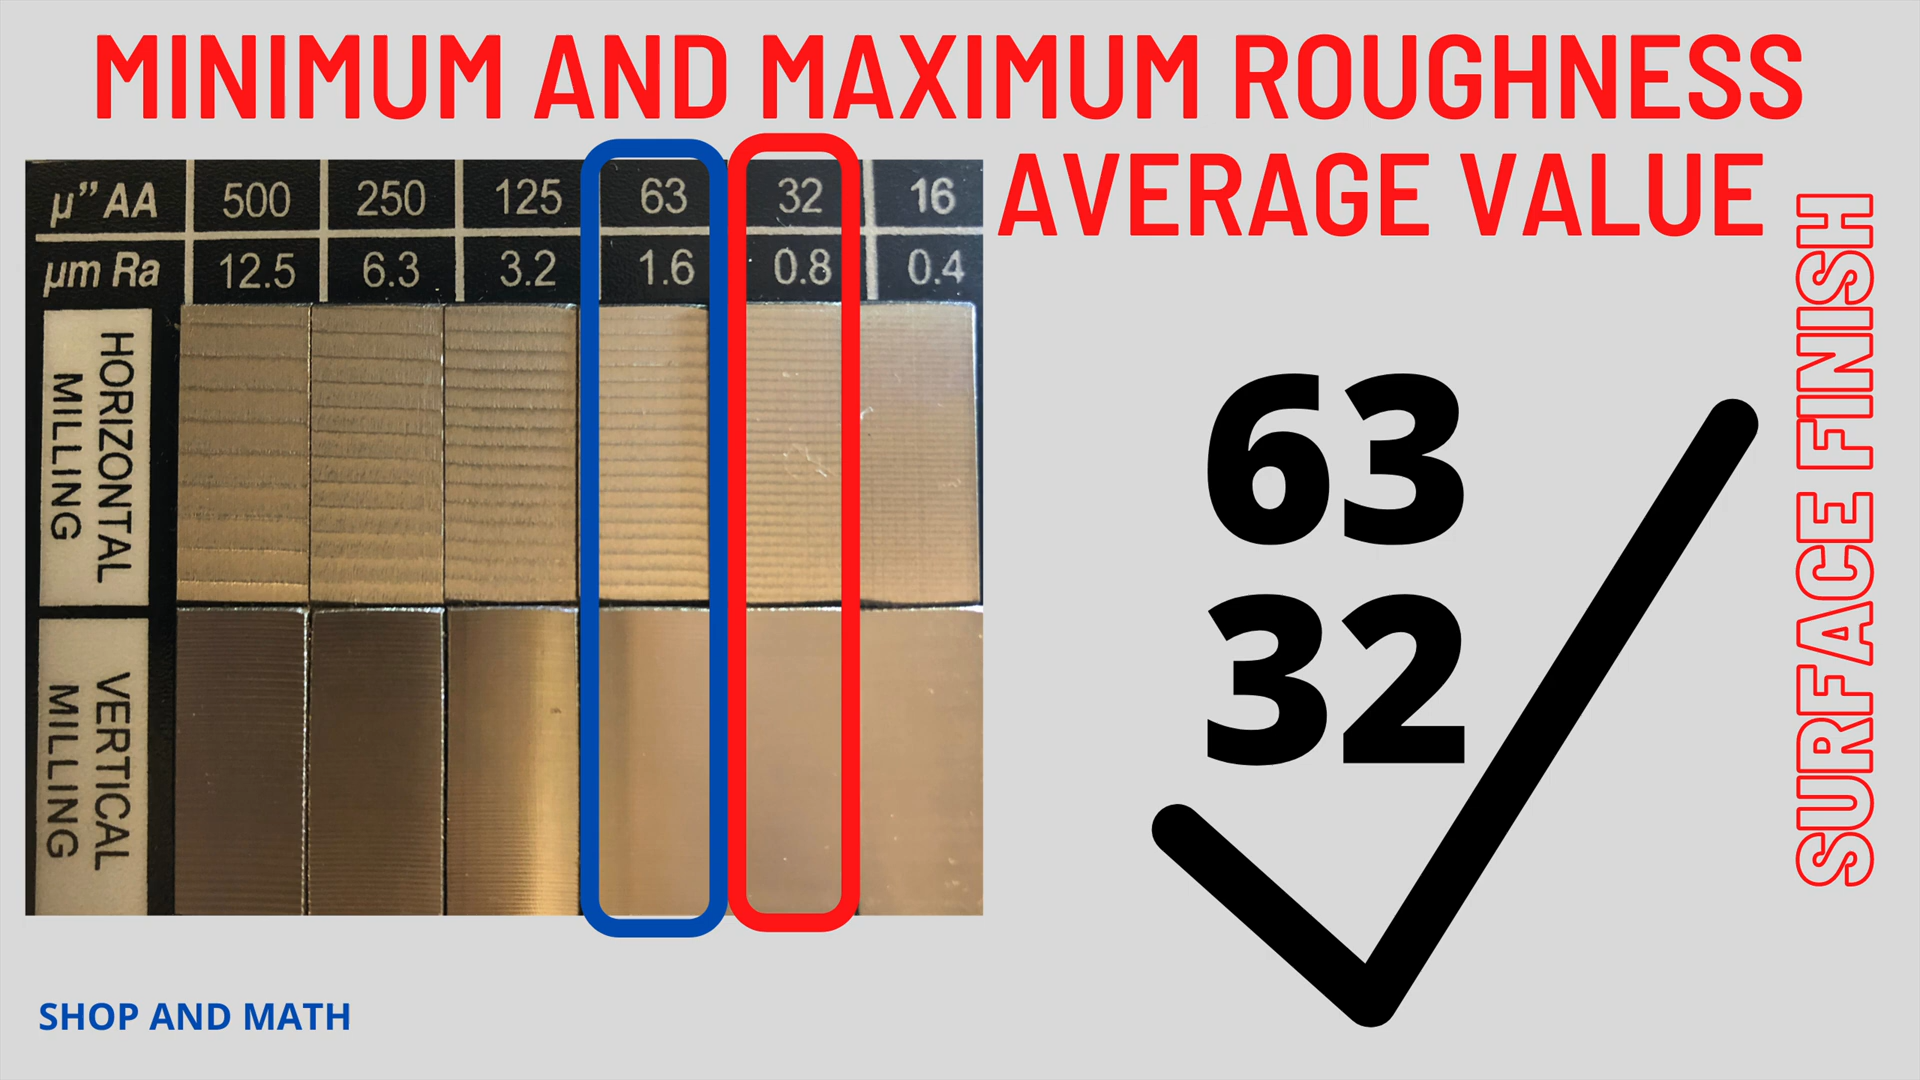 MINIMUM AND MAXIMUM ROUGHNESS
AVERAGE VALUE
µ”AA 500 250 125 63 32 16
µm Ra 12.5 6.3 3.2 1.6 0.8 0.4
HORIZONTAL
MILLING
VERTICAL
MILLING
63
32
SURFACE FINISH
SHOP AND MATH